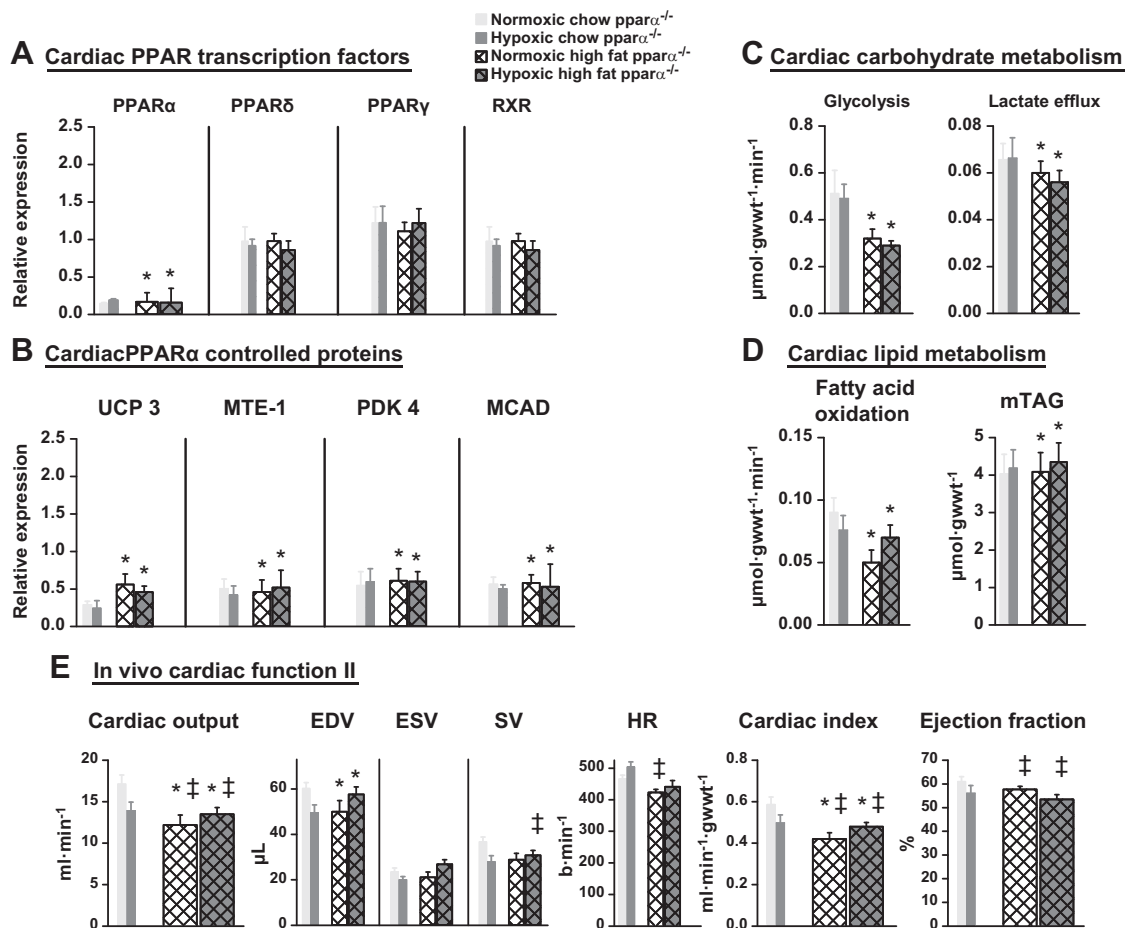 Normoxic chow pparα⁻/⁻
Hypoxic chow pparα⁻/⁻
Normoxic high fat pparα⁻/⁻
Hypoxic high fat pparα⁻/⁻
A Cardiac PPAR transcription factors
PPARα PPARδ PPARγ RXR
Relative expression
2.5
2.0
1.5
1.0
0.5
0.0
* *
B CardiacPPARα controlled proteins
UCP 3 MTE-1 PDK 4 MCAD
Relative expression
2.5
2.0
1.5
1.0
0.5
0.0
* * * * * * * *
C Cardiac carbohydrate metabolism
Glycolysis Lactate efflux
µmol·gwwt⁻¹·min⁻¹
0.8
0.6
0.4
0.2
0.0
* *
0.08
0.06
0.04
0.02
0.00
* *
D Cardiac lipid metabolism
Fatty acid
oxidation
µmol·gwwt⁻¹·min⁻¹
0.15
0.10
0.05
0.00
* *
mTAG
µmol·gwwt⁻¹
5
4
3
2
1
0
* *
E In vivo cardiac function II
Cardiac output
ml·min⁻¹
20
15
10
5
0
* ‡ * ‡
EDV ESV SV
µL
60
40
20
0
* * ‡
HR
b·min⁻¹
500
400
300
200
100
0
‡
Cardiac index
ml·min⁻¹·gwwt⁻¹
0.8
0.6
0.4
0.2
0.0
* ‡ * ‡
Ejection fraction
%
70
60
50
40
30
20
10
0
‡ ‡